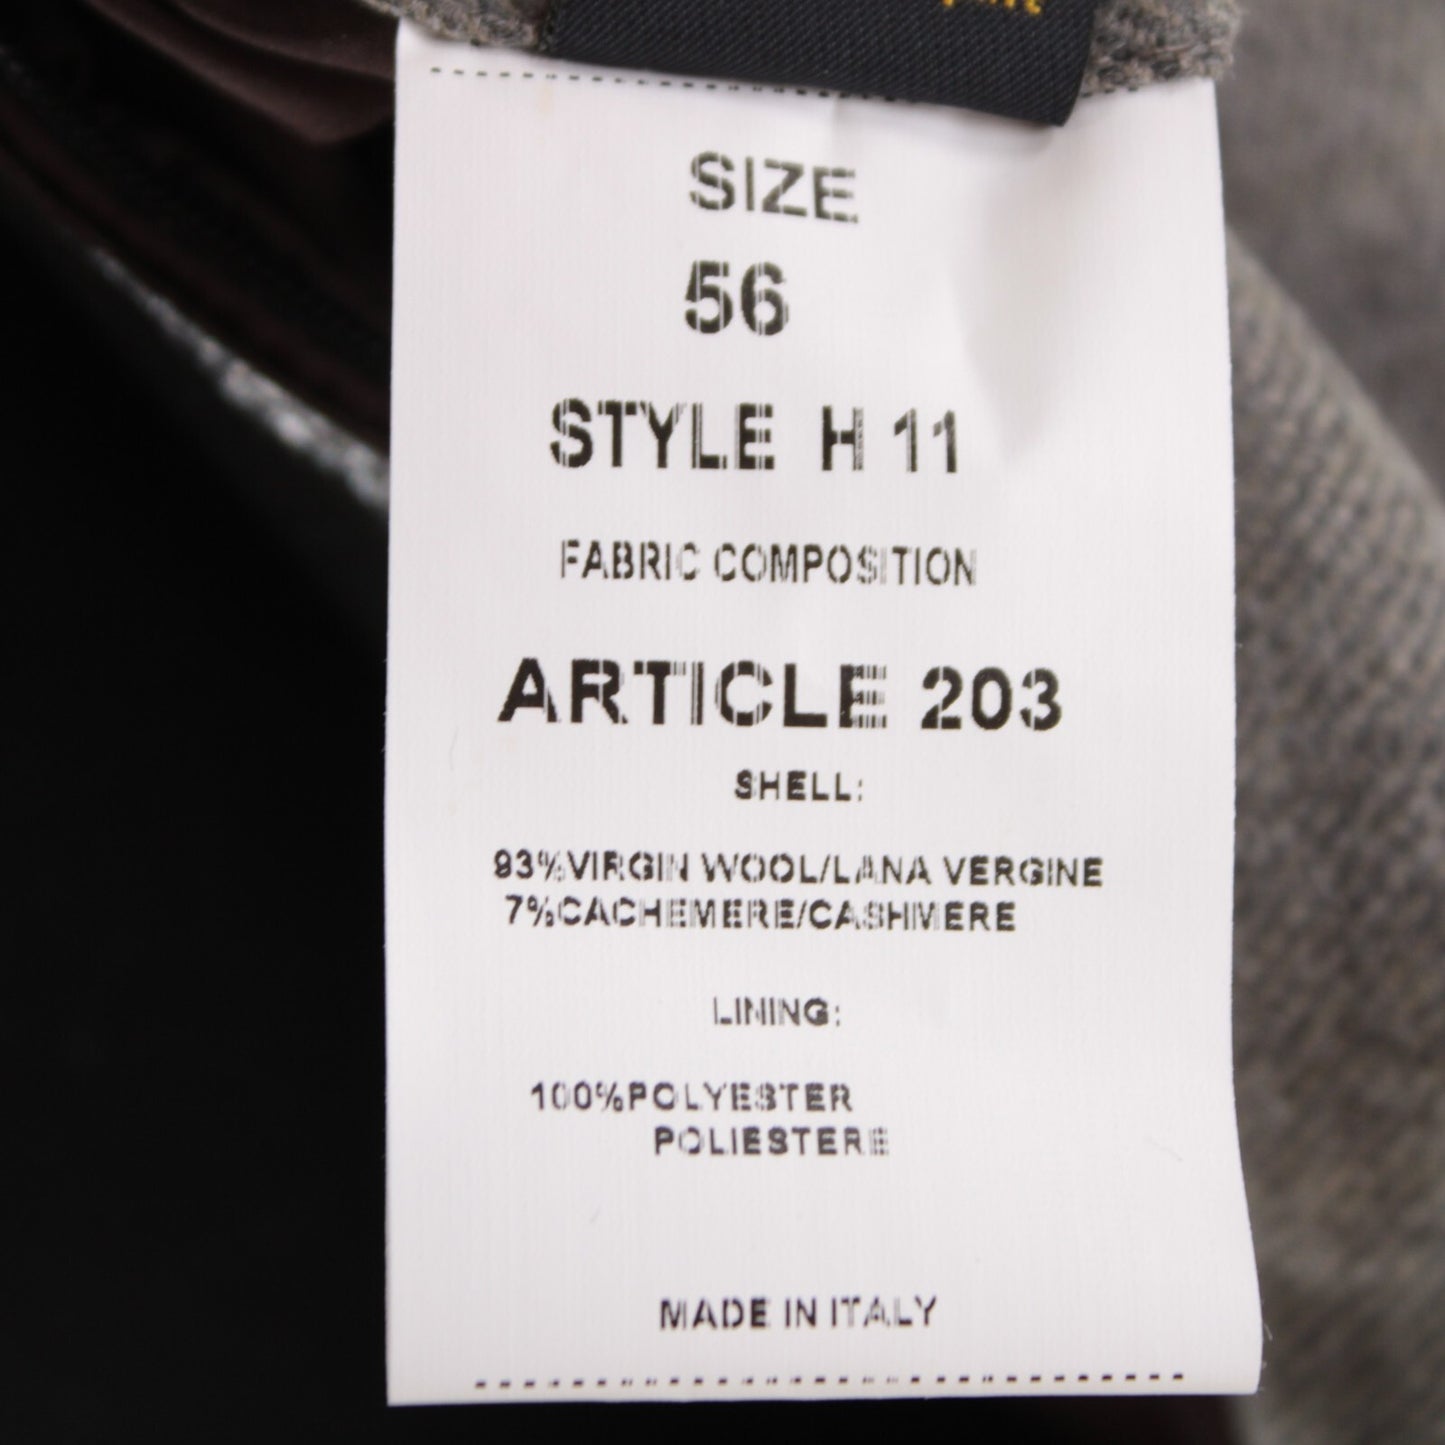 SIZE
56
STYLE H 11
FABRIC COMPOSITION
ARTICLE 203
SHELL:
93%VIRGIN WOOL/LANA VERGINE
7%CACHEMERE/CASHMERE
LINING:
100%POLYESTER
POLIESTERE
MADE IN ITALY